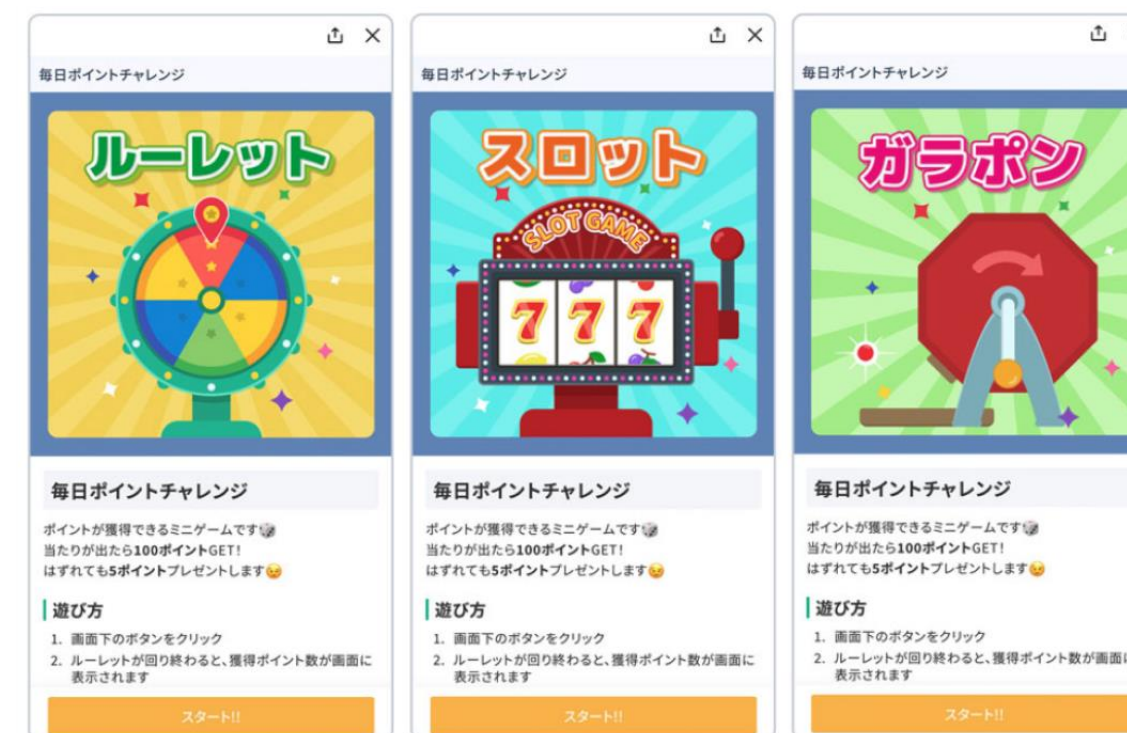 毎日ポイントチャレンジ
ルーレット
毎日ポイントチャレンジ
ポイントが獲得できるミニゲームです🎲
当たりが出たら100ポイントGET!
はずれても5ポイントプレゼントします😉
遊び方
1. 画面下のボタンをクリック
2. ルーレットが回り終わると、獲得ポイント数が画面に
表示されます
スタート!!
毎日ポイントチャレンジ
スロット
SLOT GAME
777
毎日ポイントチャレンジ
ポイントが獲得できるミニゲームです🎲
当たりが出たら100ポイントGET!
はずれても5ポイントプレゼントします😉
遊び方
1. 画面下のボタンをクリック
2. ルーレットが回り終わると、獲得ポイント数が画面に
表示されます
スタート!!
毎日ポイントチャレンジ
ガラポン
毎日ポイントチャレンジ
ポイントが獲得できるミニゲームです🎲
当たりが出たら100ポイントGET!
はずれても5ポイントプレゼントします😉
遊び方
1. 画面下のボタンをクリック
2. ルーレットが回り終わると、獲得ポイント数が画面に
表示されます
スタート!!